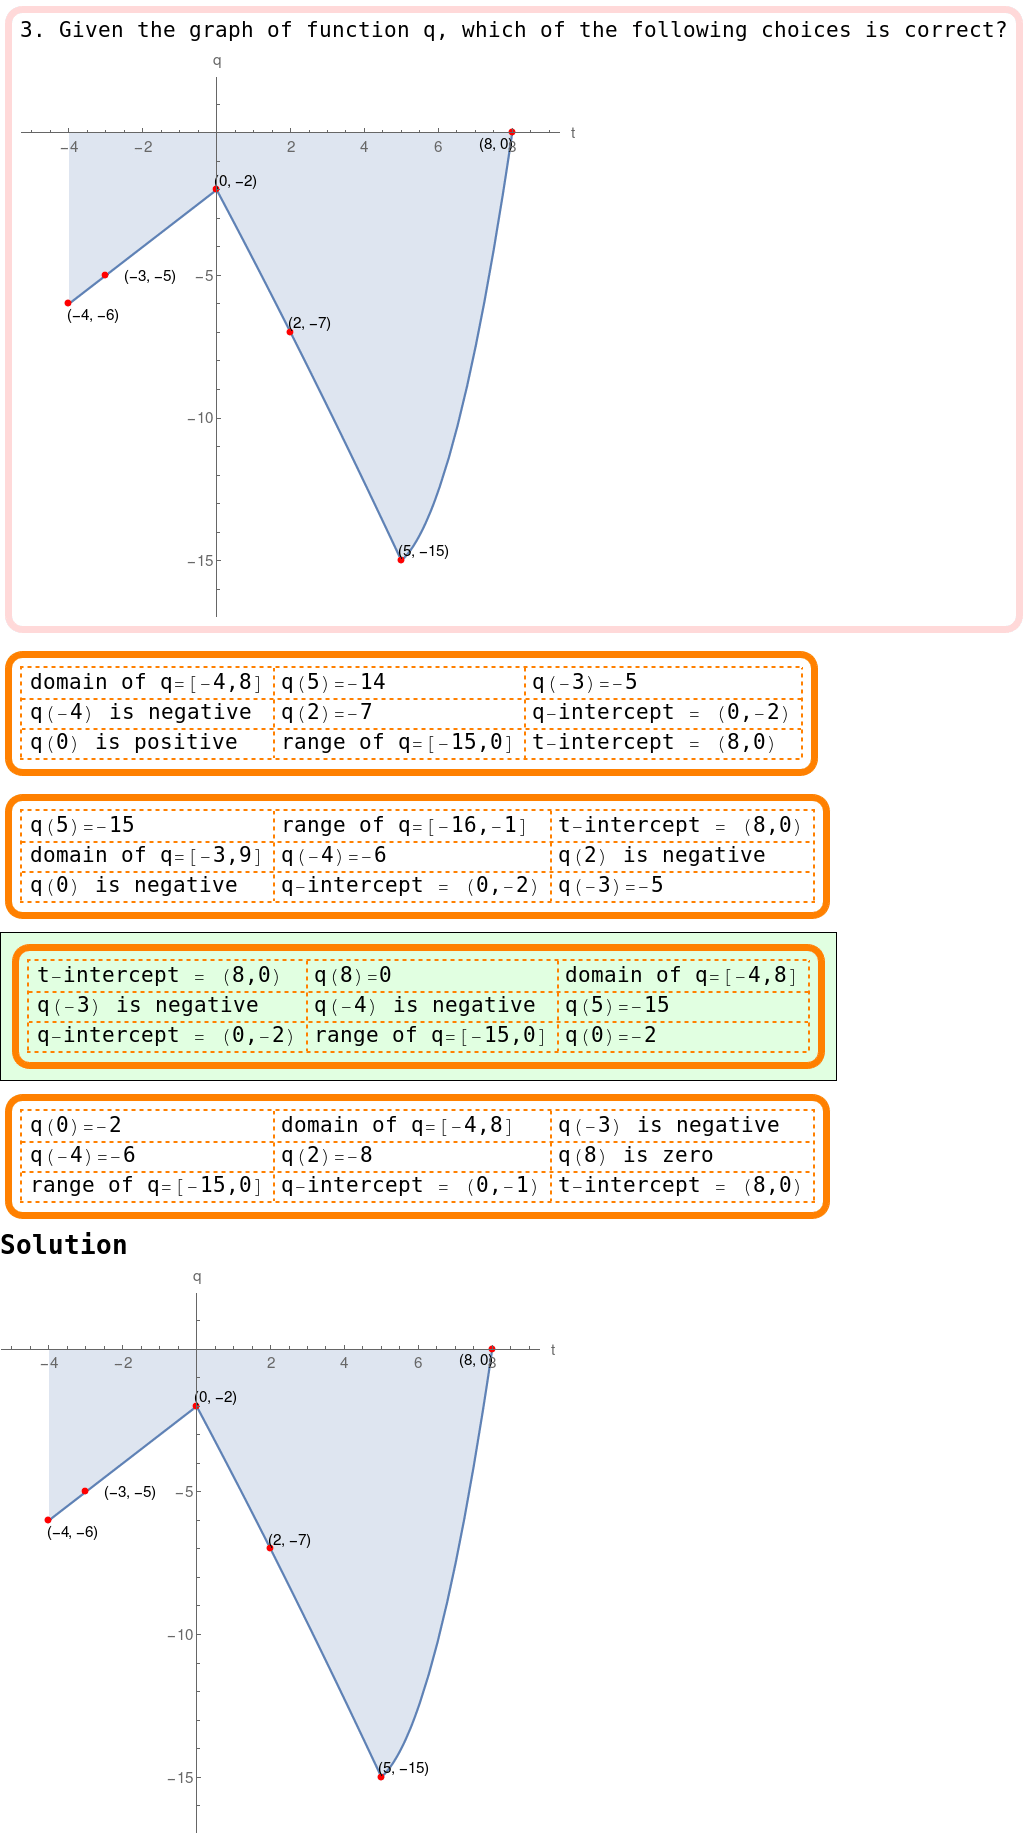 3. Given the graph of function q, which of the following choices is correct?
q
t
−4 −2 2 4 6 8
(8, 0)
(0, −2)
−5
(−3, −5)
(−4, −6)
(2, −7)
−10
(5, −15)
−15
domain of q=[−4,8] q(5)=−14 q(−3)=−5
q(−4) is negative q(2)=−7 q−intercept = (0,−2)
q(0) is positive range of q=[−15,0] t−intercept = (8,0)
q(5)=−15 range of q=[−16,−1] t−intercept = (8,0)
domain of q=[−3,9] q(−4)=−6 q(2) is negative
q(0) is negative q−intercept = (0,−2) q(−3)=−5
t−intercept = (8,0) q(8)=0 domain of q=[−4,8]
q(−3) is negative q(−4) is negative q(5)=−15
q−intercept = (0,−2) range of q=[−15,0] q(0)=−2
q(0)=−2 domain of q=[−4,8] q(−3) is negative
q(−4)=−6 q(2)=−8 q(8) is zero
range of q=[−15,0] q−intercept = (0,−1) t−intercept = (8,0)
Solution
q
t
−4 −2 2 4 6 8
(8, 0)
(0, −2)
−5
(−3, −5)
(−4, −6)
(2, −7)
−10
(5, −15)
−15